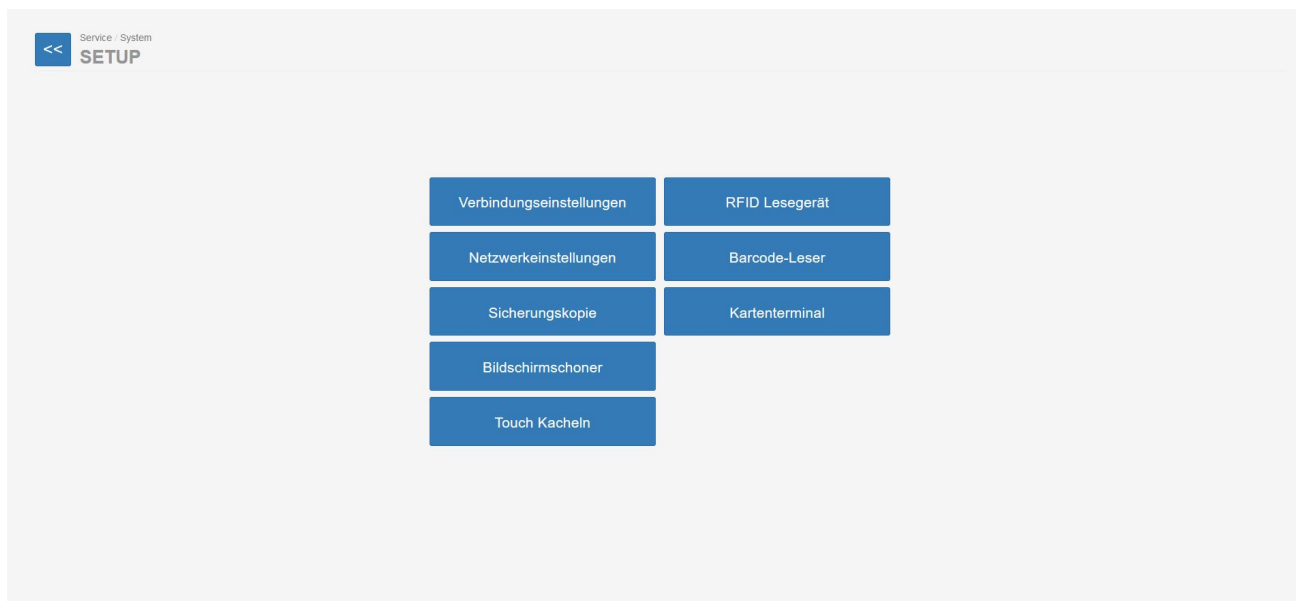 <<
Service / System
SETUP
Verbindungseinstellungen
RFID Lesegerät
Netzwerkeinstellungen
Barcode-Leser
Sicherungskopie
Kartenterminal
Bildschirmschoner
Touch Kacheln